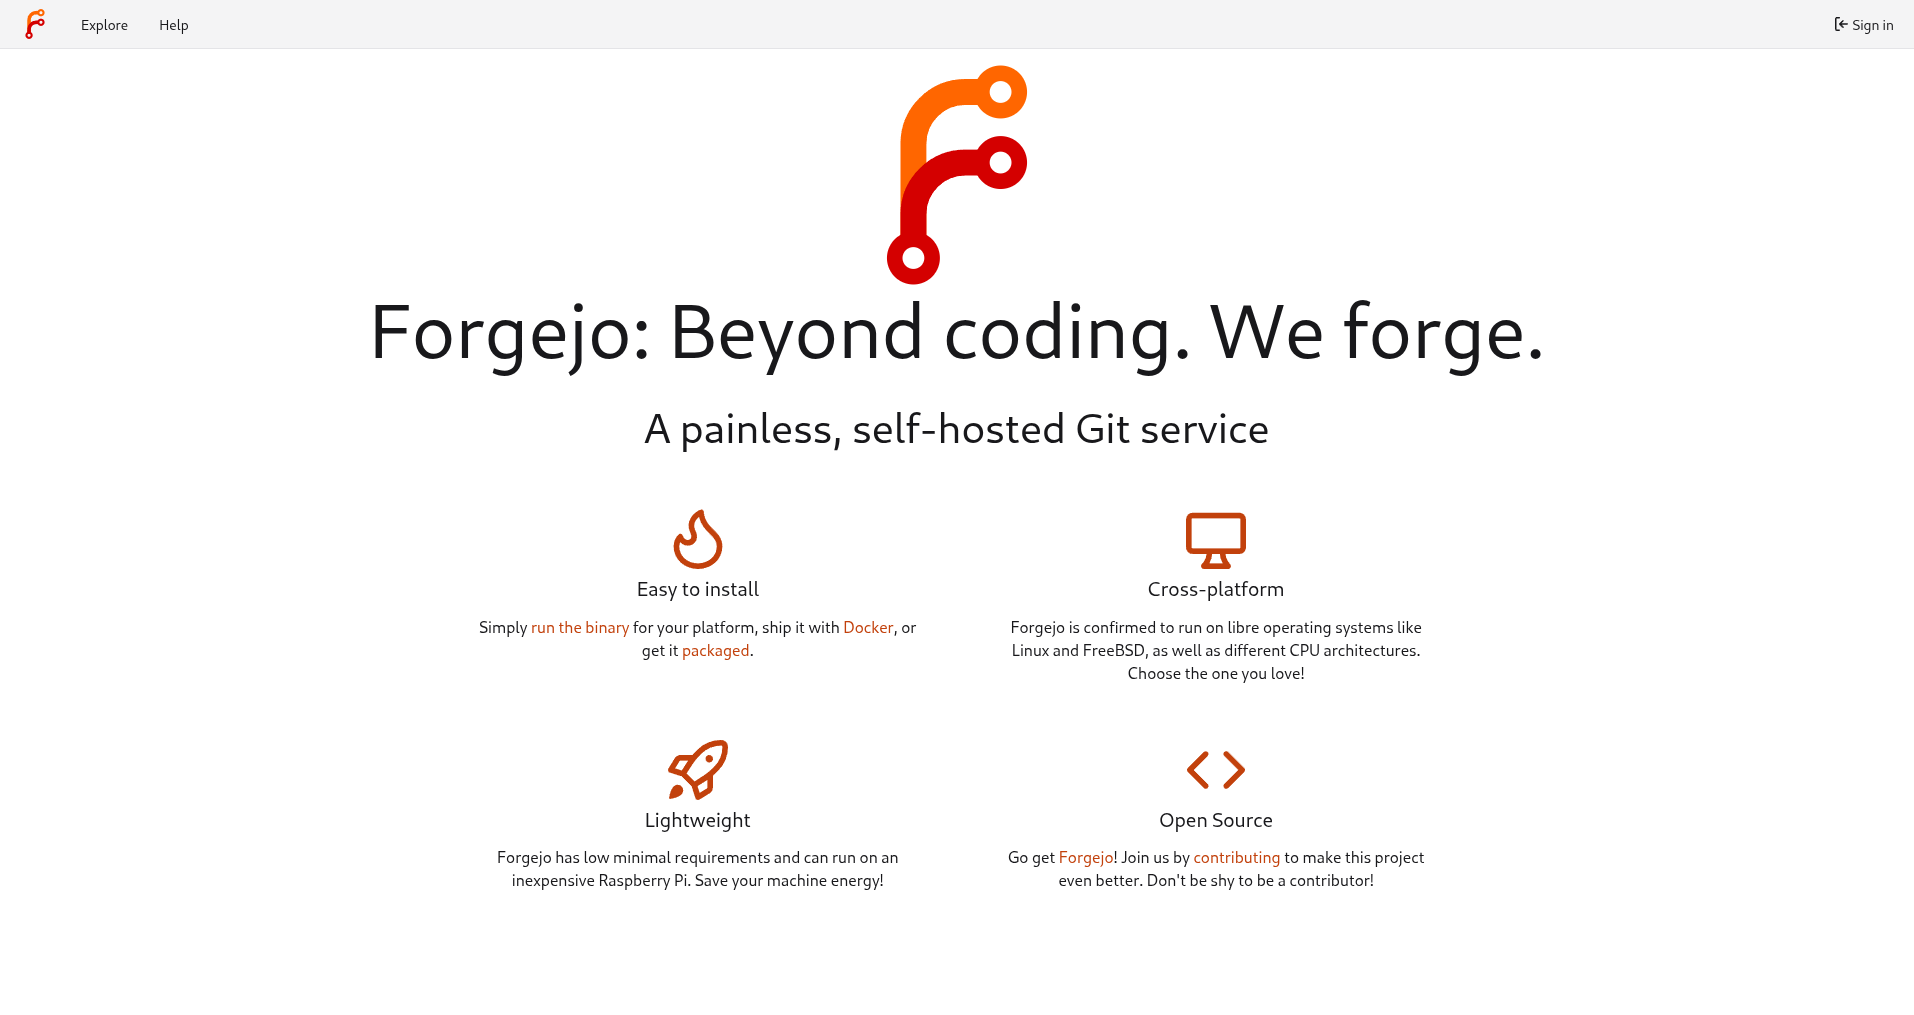 Explore
Help
Sign in
Forgejo: Beyond coding. We forge.
A painless, self-hosted Git service
Easy to install
Simply run the binary for your platform, ship it with Docker, or
get it packaged.
Cross-platform
Forgejo is confirmed to run on libre operating systems like
Linux and FreeBSD, as well as different CPU architectures.
Choose the one you love!
Lightweight
Forgejo has low minimal requirements and can run on an
inexpensive Raspberry Pi. Save your machine energy!
Open Source
Go get Forgejo! Join us by contributing to make this project
even better. Don't be shy to be a contributor!